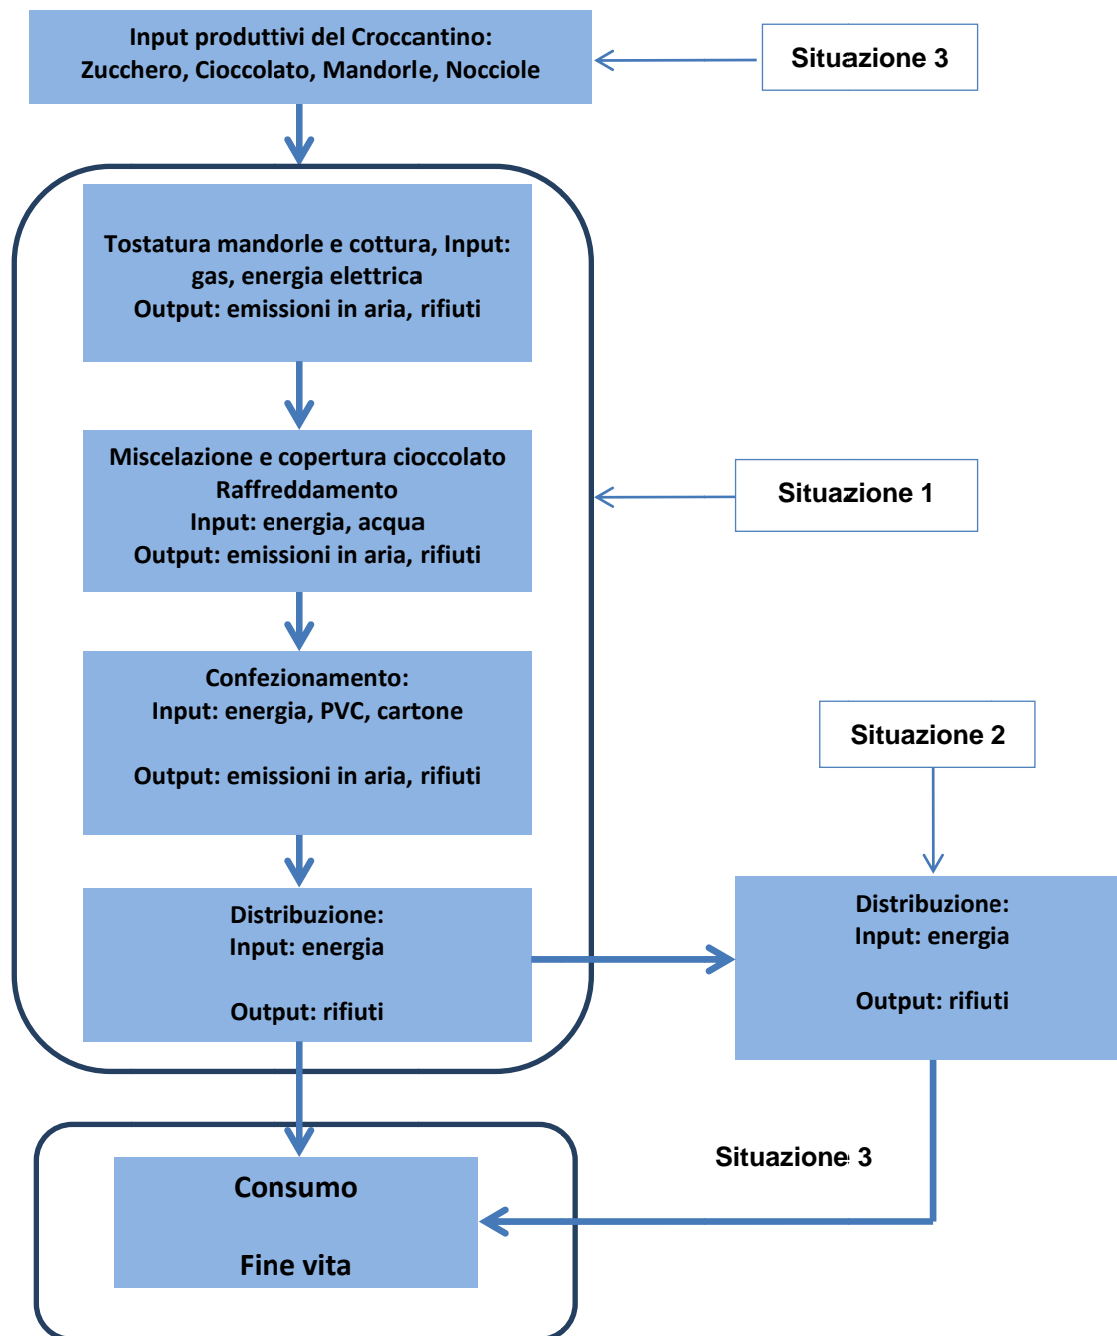 Input produttivi del Croccantino:
Zucchero, Cioccolato, Mandorle, Nocciole
Situazione 3
Tostatura mandorle e cottura, Input:
gas, energia elettrica
Output: emissioni in aria, rifiuti
Miscelazione e copertura cioccolato
Raffreddamento
Input: energia, acqua
Output: emissioni in aria, rifiuti
Situazione 1
Confezionamento:
Input: energia, PVC, cartone
Output: emissioni in aria, rifiuti
Situazione 2
Distribuzione:
Input: energia
Output: rifiuti
Distribuzione:
Input: energia
Output: rifiuti
Situazione 3
Consumo
Fine vita